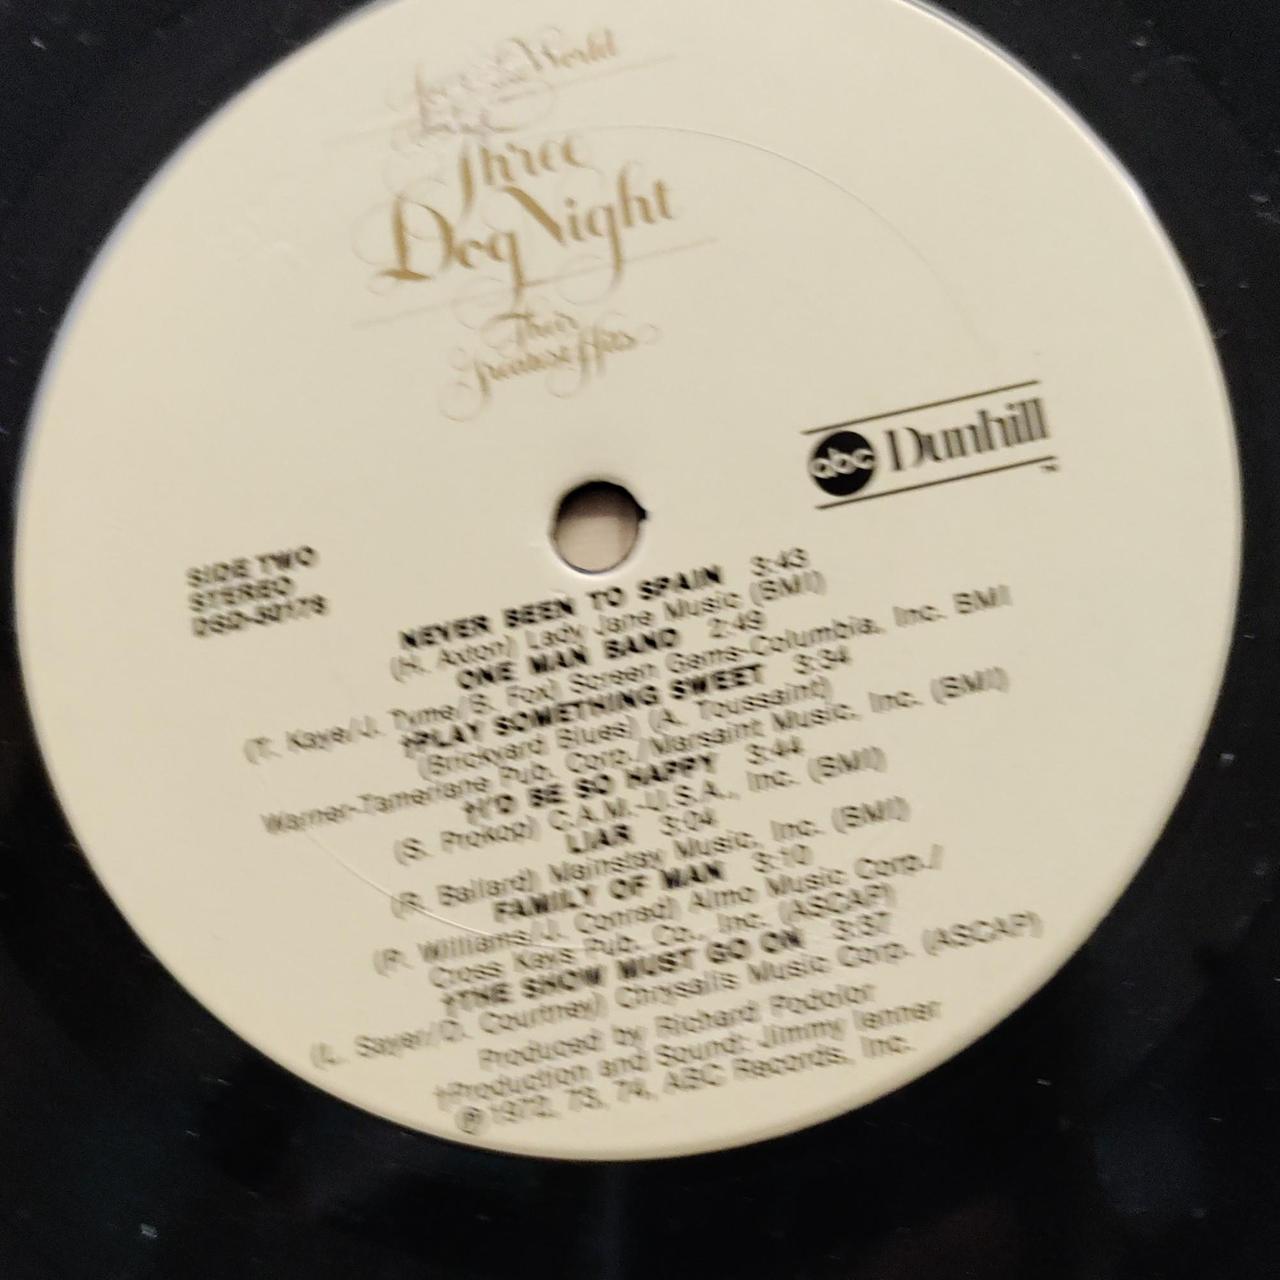 Joy to the World
Three
Dog Night
Their
Greatest Hits
abc Dunhill
TM
SIDE TWO
STEREO
DSD-50178
NEVER BEEN TO SPAIN 3:43
(H. Axton) Lady Jane Music (BMI)
ONE MAN BAND 2:49
(T. Kaye/J. Tyme/B. Fox) Screen Gems-Columbia, Inc. BMI
†PLAY SOMETHING SWEET 3:34
(Brickyard Blues) (A. Toussaint)
Warner-Tamerlane Pub. Corp./Marsaint Music, Inc. (BMI)
†I'D BE SO HAPPY 3:44
(S. Prokop) C.A.M.-U.S.A., Inc. (BMI)
LIAR 3:04
(R. Ballard) Mainstay Music, Inc. (BMI)
FAMILY OF MAN 3:10
(P. Williams/J. Conrad) Almo Music Corp./
Cross Keys Pub. Co., Inc. (ASCAP)
†THE SHOW MUST GO ON 3:37
(L. Sayer/D. Courtney) Chrysalis Music Corp. (ASCAP)
Produced by Richard Podolor
†Production and Sound: Jimmy Ienner
Ⓟ 1972, 73, 74, ABC Records, Inc.